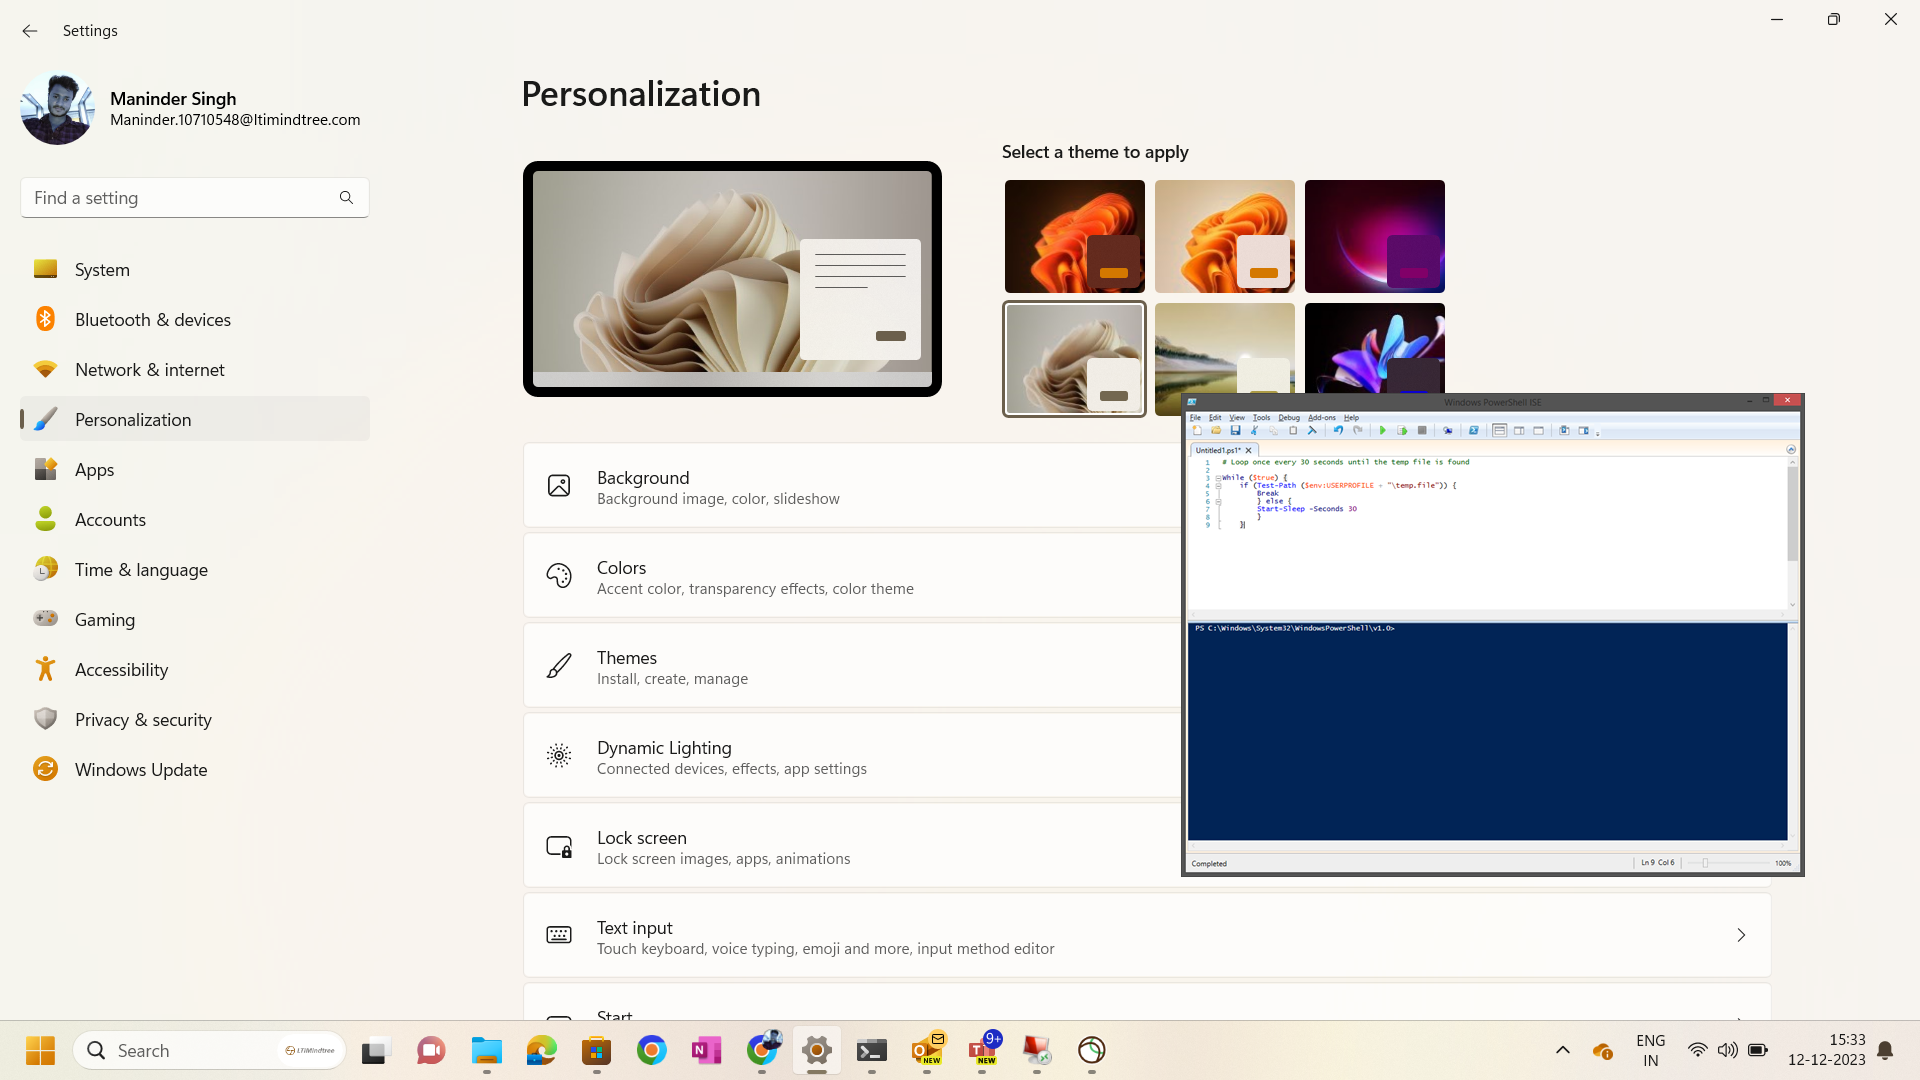 Settings
Maninder Singh
Maninder.10710548@ltimindtree.com
Find a setting
System
Bluetooth & devices
Network & internet
Personalization
Apps
Accounts
Time & language
Gaming
Accessibility
Privacy & security
Windows Update
Personalization
Select a theme to apply
Background
Background image, color, slideshow
Colors
Accent color, transparency effects, color theme
Themes
Install, create, manage
Dynamic Lighting
Connected devices, effects, app settings
Lock screen
Lock screen images, apps, animations
Text input
Touch keyboard, voice typing, emoji and more, input method editor
Start
Windows PowerShell ISE
File Edit View Tools Debug Add-ons Help
Untitled1.ps1*
1 # Loop once every 30 seconds until the temp file is found
2
3 While ($true) {
4 if (Test-Path ($env:USERPROFILE + "\temp.file")) {
5 Break
6 } else {
7 Start-Sleep -Seconds 30
8 }
9 }
PS C:\Windows\System32\WindowsPowerShell\v1.0>
Completed
Ln 9 Col 6
100%
Search
LTIMindtree
NEW
9+
NEW
ENG
IN
15:33
12-12-2023